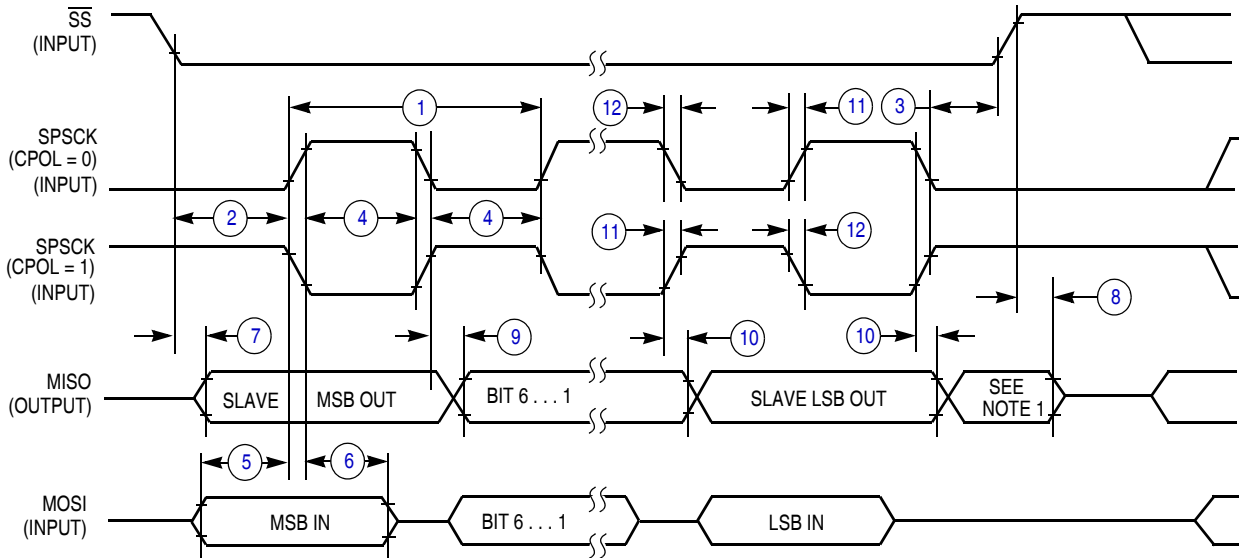 SS
(INPUT)
1
12
11
3
SPSCK
(CPOL = 0)
(INPUT)
2
4
4
11
12
SPSCK
(CPOL = 1)
(INPUT)
8
7
9
10
10
MISO
(OUTPUT)
SLAVE MSB OUT
BIT 6 . . . 1
SLAVE LSB OUT
SEE
NOTE 1
5
6
MOSI
(INPUT)
MSB IN
BIT 6 . . . 1
LSB IN